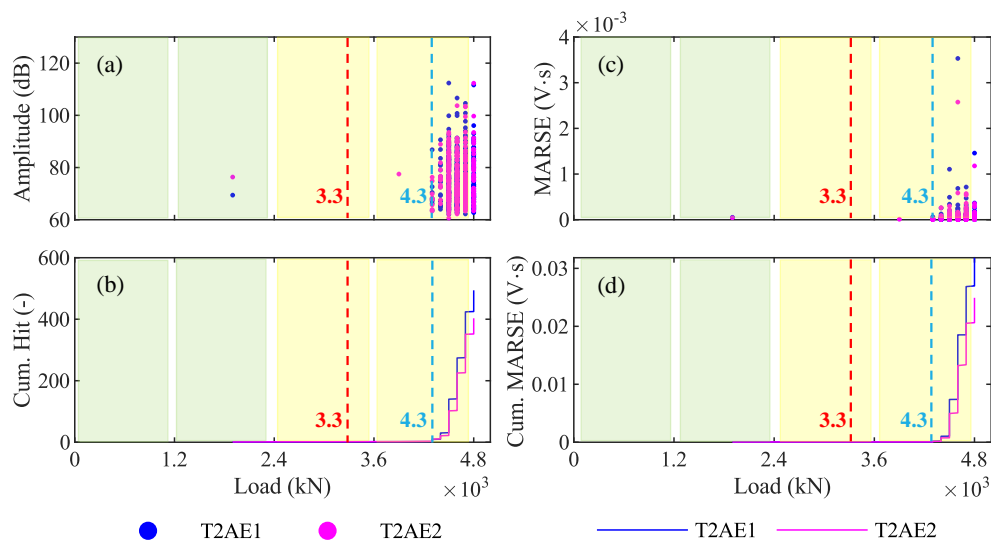 (a)
Amplitude (dB)
120
100
80
60
3.3
4.3
(c)
× 10⁻³
MARSE (V·s)
4
3
2
1
0
3.3
4.3
(b)
Cum. Hit (-)
600
400
200
0
3.3
4.3
0
1.2
2.4
3.6
4.8
Load (kN)
× 10³
(d)
Cum. MARSE (V·s)
0.03
0.02
0.01
0
3.3
4.3
0
1.2
2.4
3.6
4.8
Load (kN)
× 10³
T2AE1
T2AE2
T2AE1
T2AE2